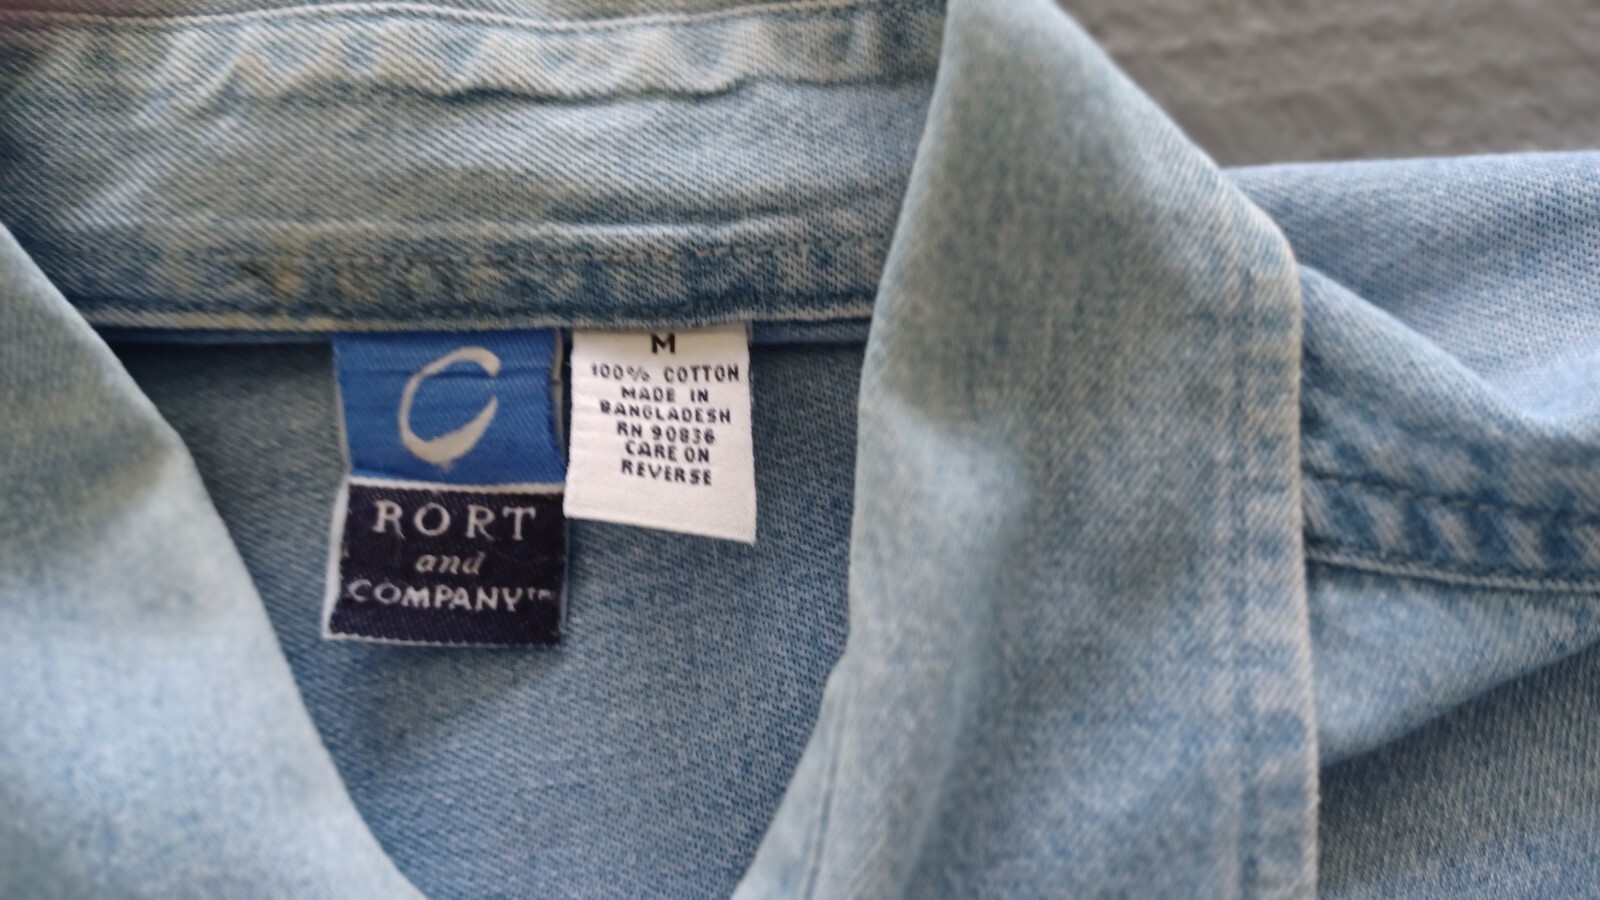 C
RORT
and
COMPANY™
M
100% COTTON
MADE IN
BANGLADESH
RN 90836
CARE ON
REVERSE